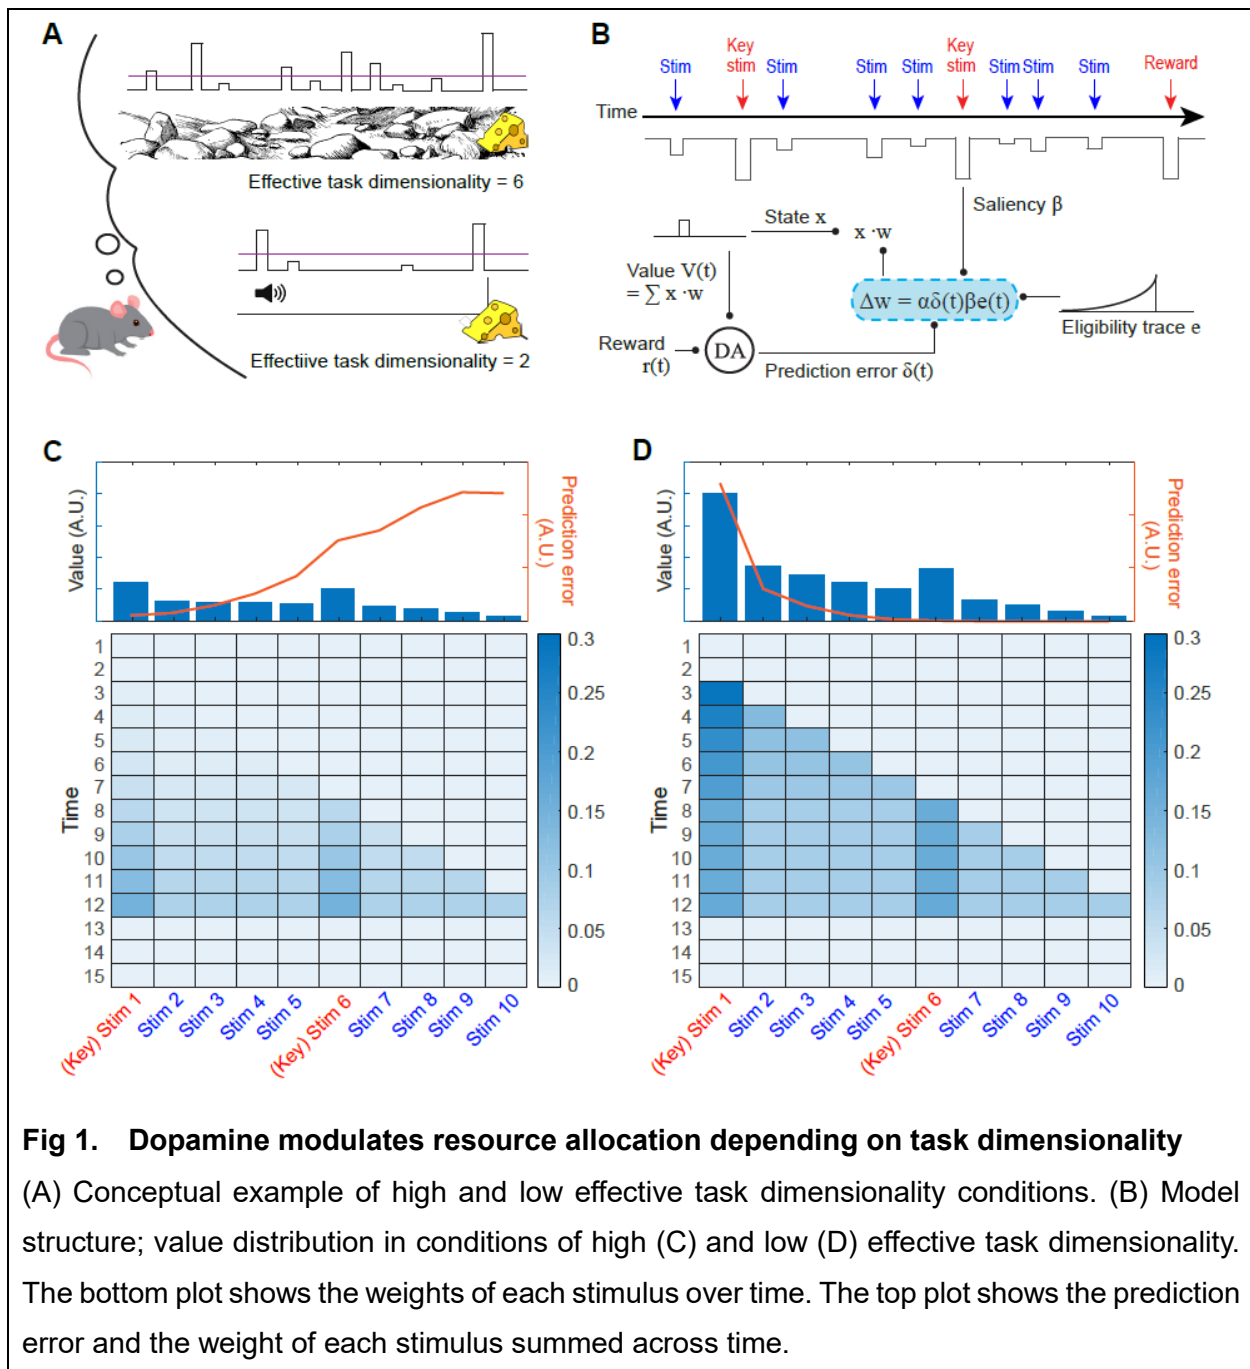 A
Effective task dimensionality = 6
Effectiive task dimensionality = 2
B
Stim
Key
stim
Stim
Stim
Stim
Key
stim
Stim
Stim
Stim
Reward
Time
Saliency β
State x
x ·w
Value V(t)
= ∑ x ·w
Δw = αδ(t)βe(t)
Eligibility trace e
Reward
r(t)
DA
Prediction error δ(t)
C
Value (A.U.)
Prediction error
(A.U.)
Time
1
2
3
4
5
6
7
8
9
10
11
12
13
14
15
0.3
0.25
0.2
0.15
0.1
0.05
0
(Key) Stim 1
Stim 2
Stim 3
Stim 4
Stim 5
(Key) Stim 6
Stim 7
Stim 8
Stim 9
Stim 10
D
Value (A.U.)
Prediction error
(A.U.)
Time
1
2
3
4
5
6
7
8
9
10
11
12
13
14
15
0.3
0.25
0.2
0.15
0.1
0.05
0
(Key) Stim 1
Stim 2
Stim 3
Stim 4
Stim 5
(Key) Stim 6
Stim 7
Stim 8
Stim 9
Stim 10
Fig 1. Dopamine modulates resource allocation depending on task dimensionality
(A) Conceptual example of high and low effective task dimensionality conditions. (B) Model
structure; value distribution in conditions of high (C) and low (D) effective task dimensionality.
The bottom plot shows the weights of each stimulus over time. The top plot shows the prediction
error and the weight of each stimulus summed across time.